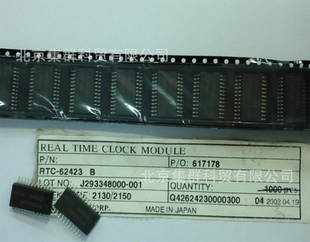 北京集群科贸有限公司
REAL TIME CLOCK MODULE
P/N: P/O: 617178
RTC-62423 B
北京集群科贸有限公司
LOT NO: J293348000-001 1000 pcs
2130/2150 Q42624230000300 04 2002.04.19
RP. MADE IN JAPAN